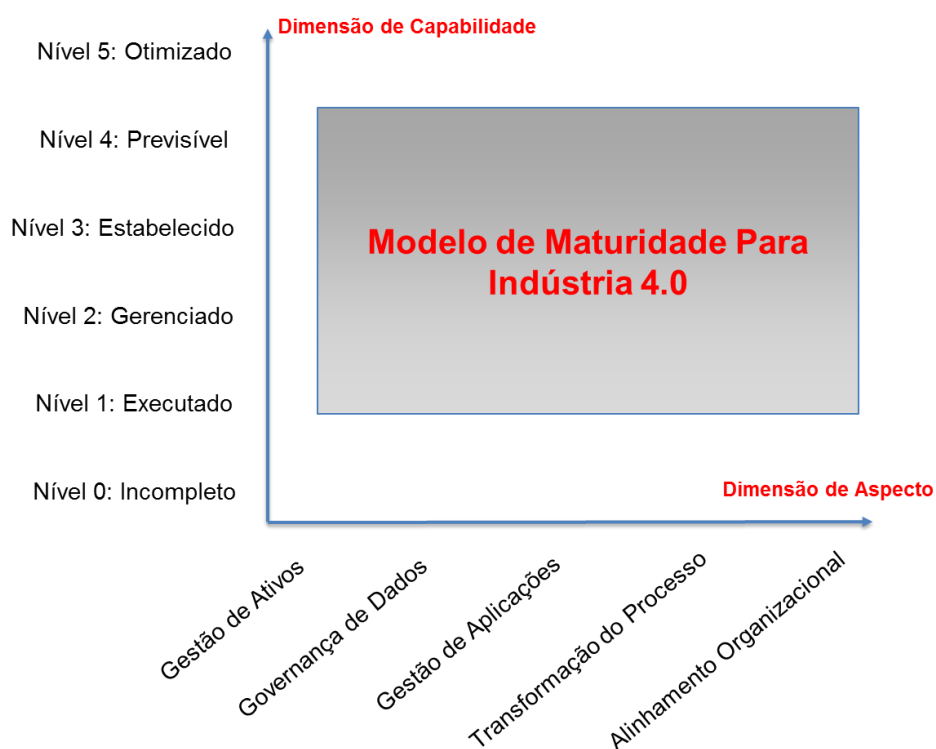 Dimensão de Capabilidade
Nível 5: Otimizado
Nível 4: Previsível
Nível 3: Estabelecido
Nível 2: Gerenciado
Nível 1: Executado
Nível 0: Incompleto
Modelo de Maturidade Para
Indústria 4.0
Dimensão de Aspecto
Gestão de Ativos
Governança de Dados
Gestão de Aplicações
Transformação do Processo
Alinhamento Organizacional